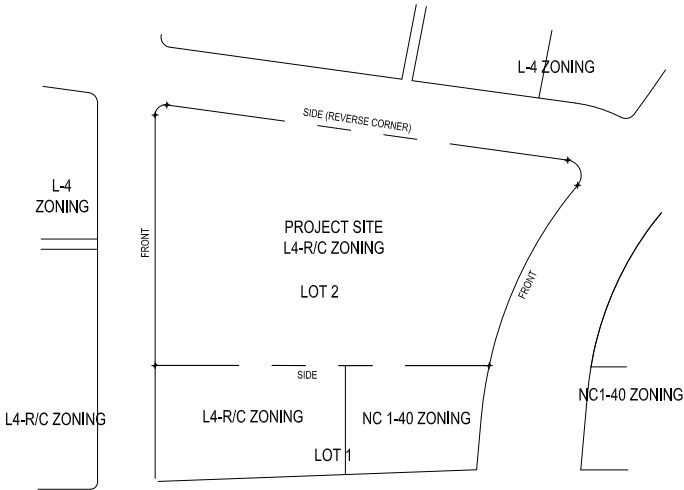 L-4 ZONING
SIDE (REVERSE CORNER)
L-4
ZONING
PROJECT SITE
L4-R/C ZONING
FRONT
LOT 2
FRONT
SIDE
L4-R/C ZONING
L4-R/C ZONING
NC 1-40 ZONING
NC1-40 ZONING
LOT 1